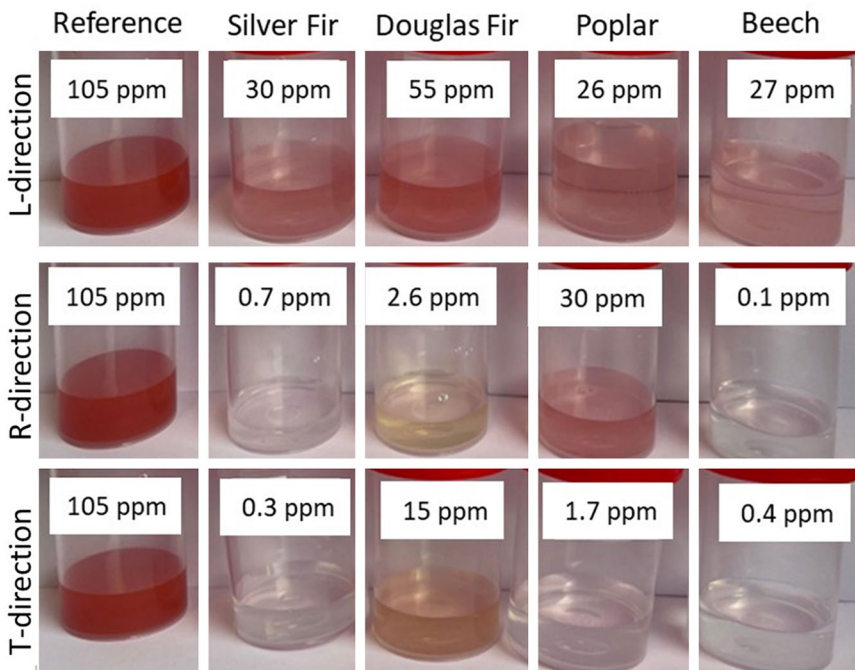 Reference Silver Fir Douglas Fir Poplar Beech
L-direction
105 ppm 30 ppm 55 ppm 26 ppm 27 ppm
R-direction
105 ppm 0.7 ppm 2.6 ppm 30 ppm 0.1 ppm
T-direction
105 ppm 0.3 ppm 15 ppm 1.7 ppm 0.4 ppm